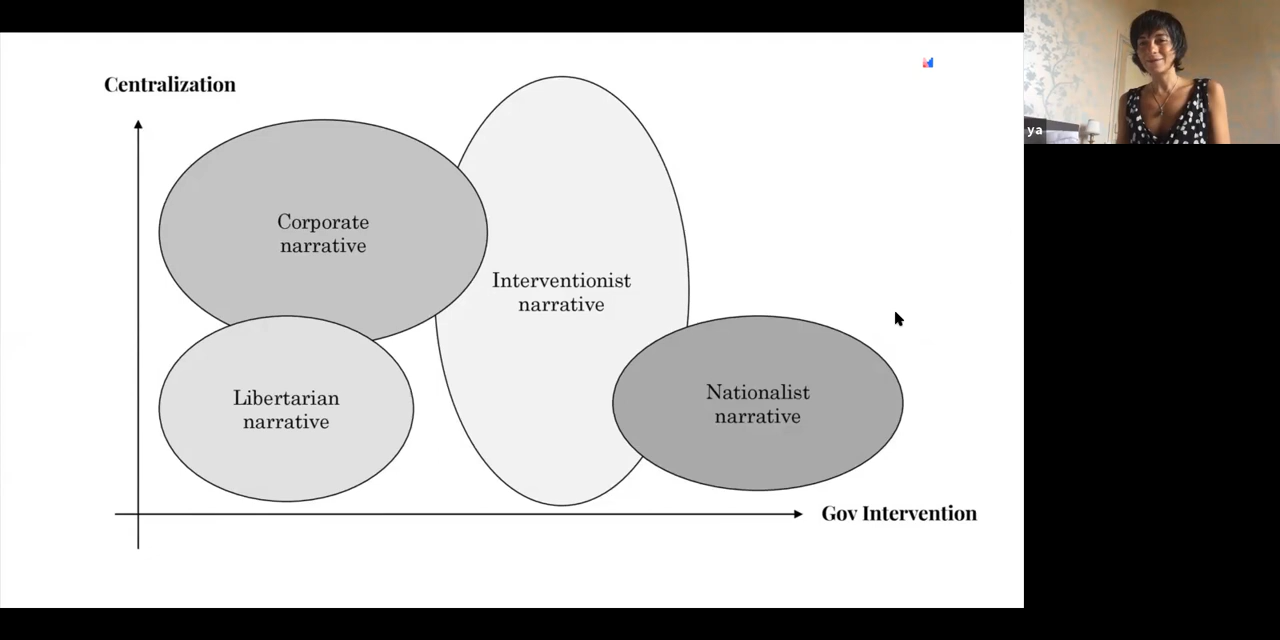 Centralization
Corporate
narrative
Interventionist
narrative
Libertarian
narrative
Nationalist
narrative
Gov Intervention
ya